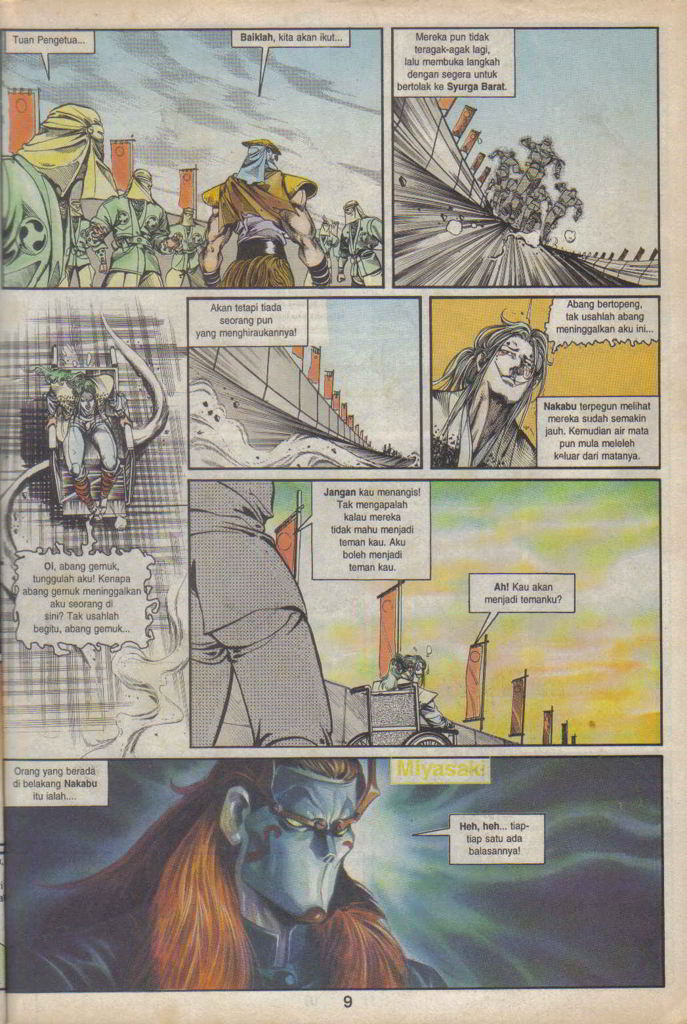 Tuan Pengetua...
Baiklah, kita akan ikut...
Mereka pun tidak
teragak-agak lagi,
lalu membuka langkah
dengan segera untuk
bertolak ke Syurga Barat.
Oi, abang gemuk,
tunggulah aku! Kenapa
abang gemuk meninggalkan
aku seorang di
sini? Tak usahlah
begitu, abang gemuk...
Akan tetapi tiada
seorang pun
yang menghiraukannya!
Abang bertopeng,
tak usahlah abang
meninggalkan aku ini...
Nakabu terpegun melihat
mereka sudah semakin
jauh. Kemudian air mata
pun mula meleleh
keluar dari matanya.
Jangan kau menangis!
Tak mengapalah
kalau mereka
tidak mahu menjadi
teman kau. Aku
boleh menjadi
teman kau.
Ah! Kau akan
menjadi temanku?
Orang yang berada
di belakang Nakabu
itu ialah....
Miyasaki
Heh, heh... tiap-
tiap satu ada
balasannya!
9